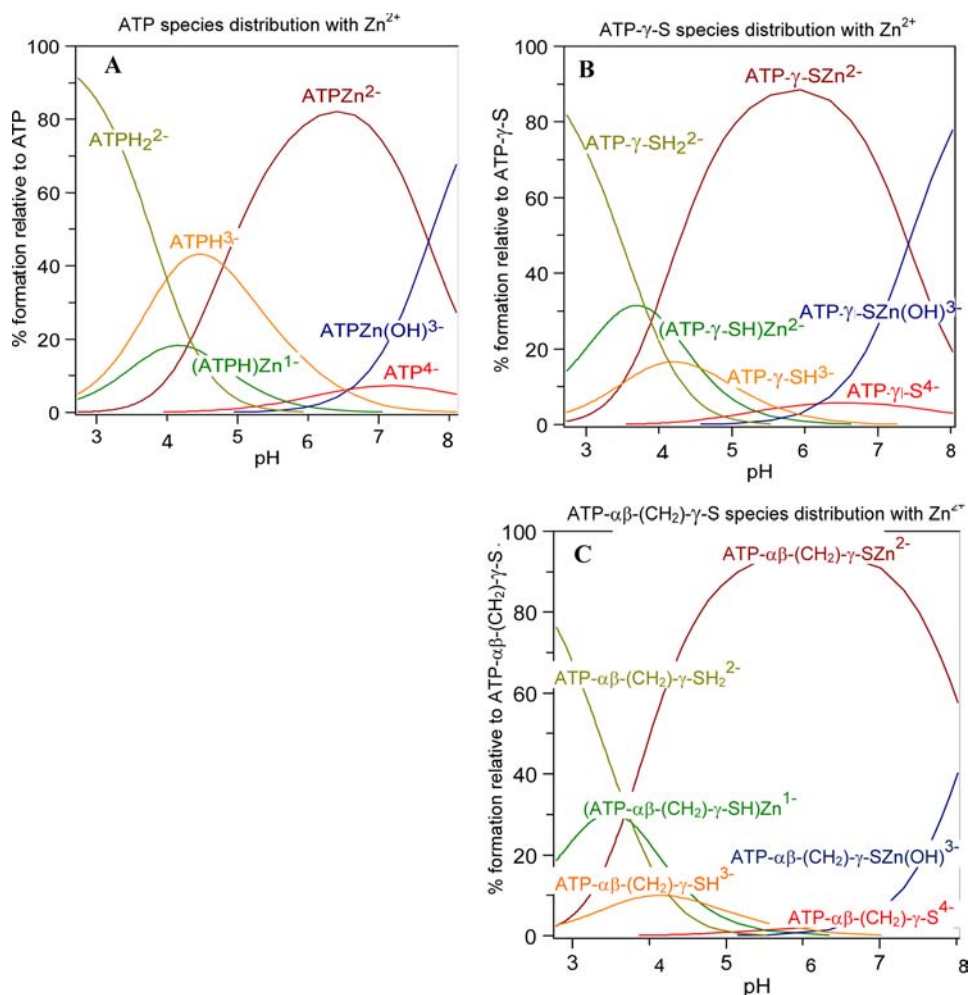 ATP species distribution with Zn²⁺
A
% formation relative to ATP
100
80
60
40
20
0
ATPH₂²⁻
ATPZn²⁻
ATPH³⁻
ATPZn(OH)³⁻
(ATPH)Zn¹⁻
ATP⁴⁻
3 4 5 6 7 8
pH
ATP-γ-S species distribution with Zn²⁺
B
% formation relative to ATP-γ-S
100
80
60
40
20
0
ATP-γ-SZn²⁻
ATP-γ-SH₂²⁻
ATP-γ-SZn(OH)³⁻
(ATP-γ-SH)Zn²⁻
ATP-γ-SH³⁻
ATP-γ-S⁴⁻
3 4 5 6 7 8
pH
ATP-αβ-(CH₂)-γ-S species distribution with Zn²⁺
C
% formation relative to ATP-αβ-(CH₂)-γ-S.
100
80
60
40
20
0
ATP-αβ-(CH₂)-γ-SZn²⁻
ATP-αβ-(CH₂)-γ-SH₂²⁻
(ATP-αβ-(CH₂)-γ-SH)Zn¹⁻
ATP-αβ-(CH₂)-γ-SZn(OH)³⁻
ATP-αβ-(CH₂)-γ-SH³⁻
ATP-αβ-(CH₂)-γ-S⁴⁻
3 4 5 6 7 8
pH